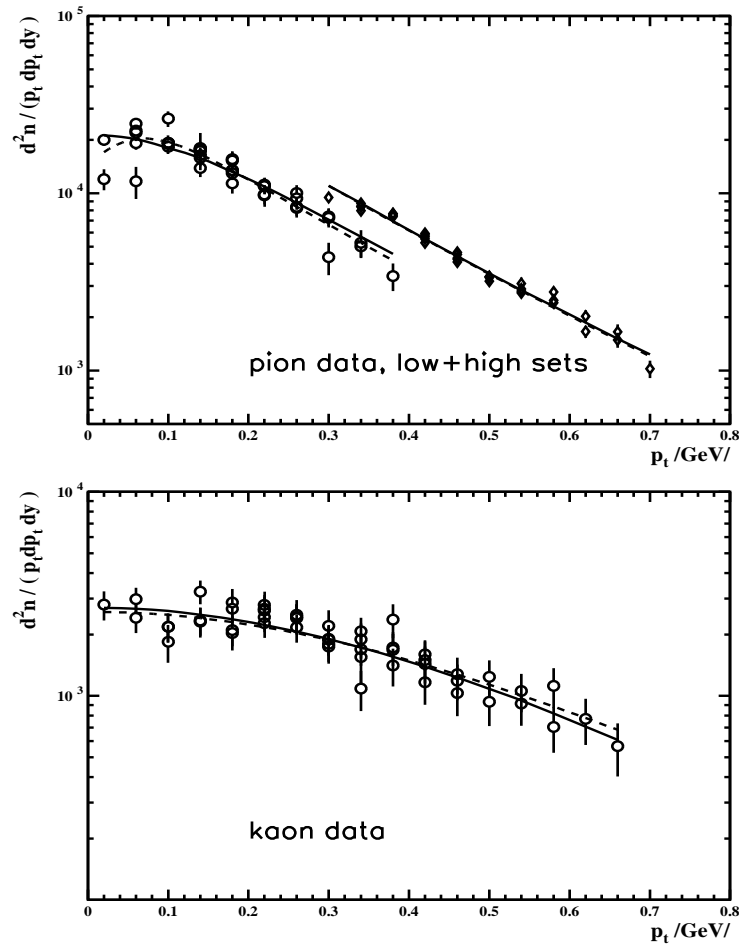 10^5
d^2n / (p_t dp_t dy)
10^4
10^3
pion data, low+high sets
0 0.1 0.2 0.3 0.4 0.5 0.6 0.7 0.8
p_t /GeV/
10^4
d^2n / ( p_t dp_t dy )
10^3
kaon data
0 0.1 0.2 0.3 0.4 0.5 0.6 0.7 0.8
p_t /GeV/